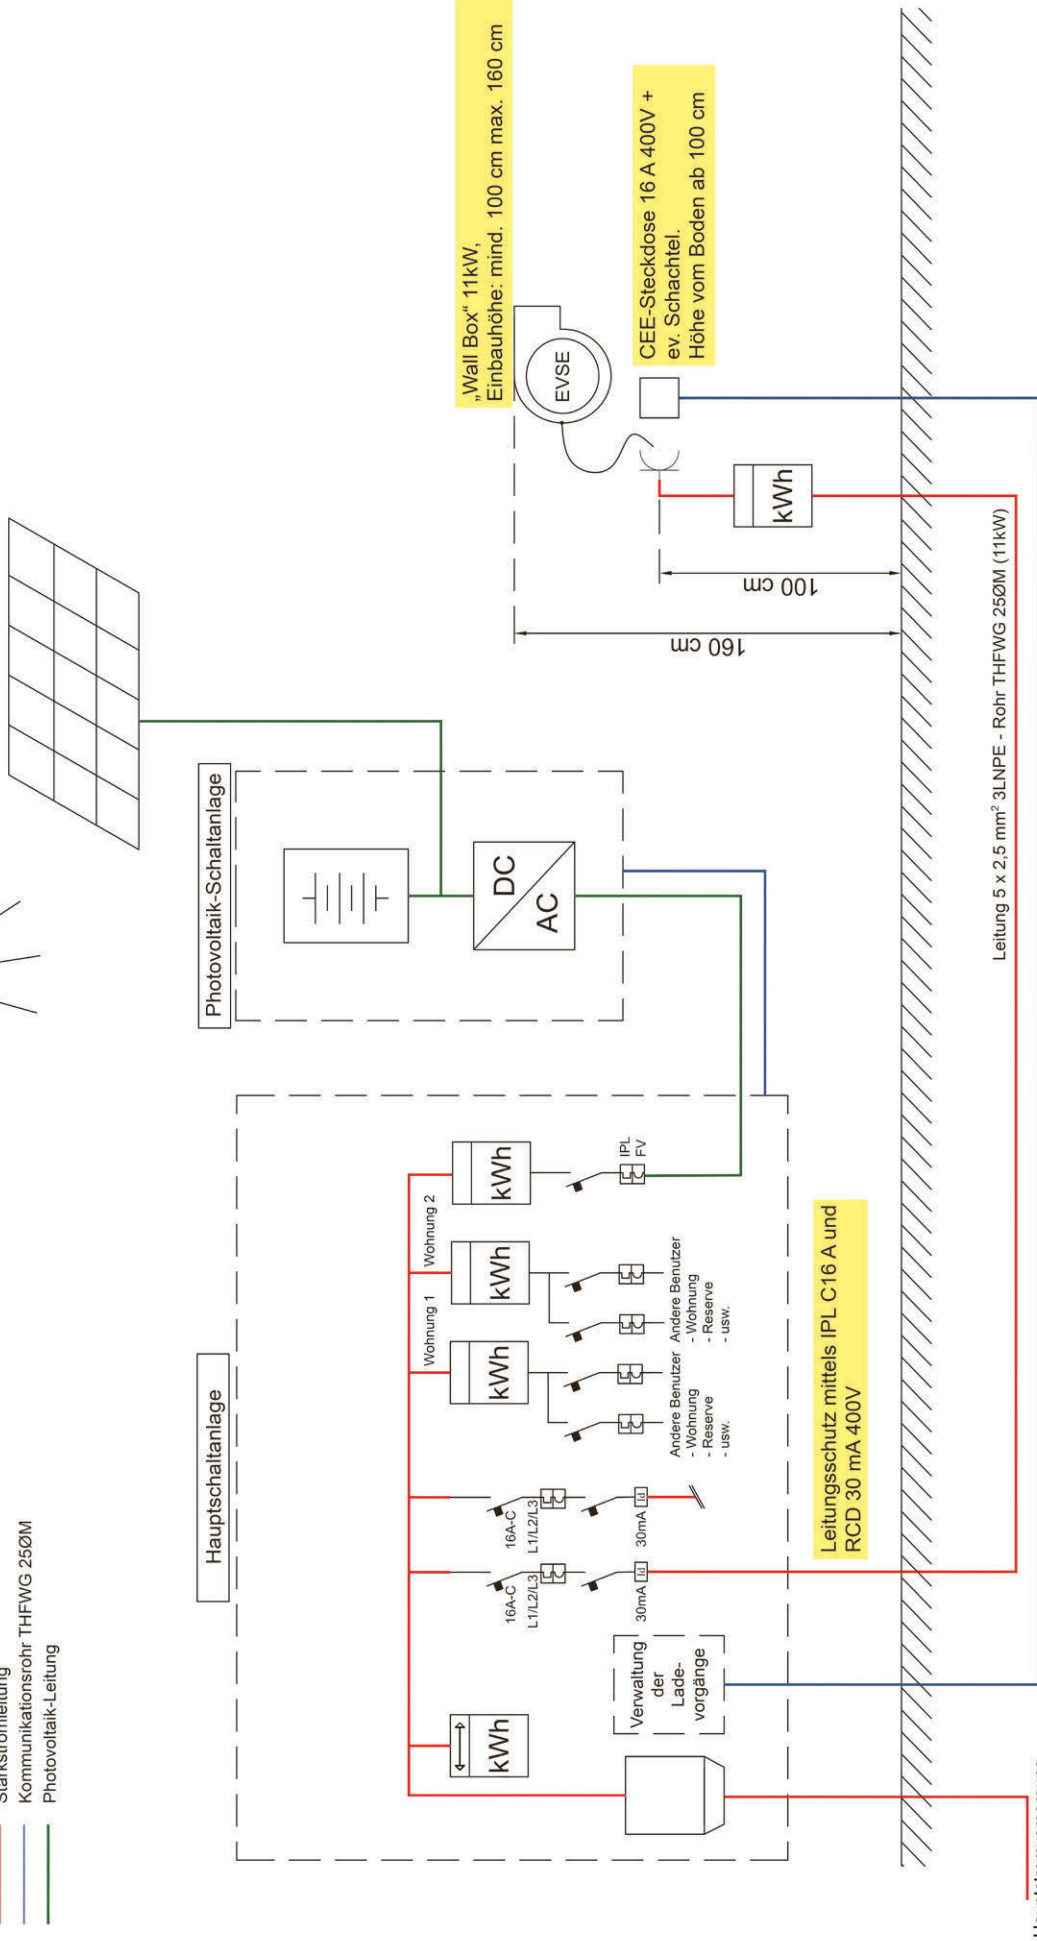 Starkstromleitung
Kommunikationsrohr THFWG 25ØM
Photovoltaik-Leitung
Hauptschaltanlage
Photovoltaik-Schaltanlage
„Wall Box“ 11kW,
Einbauhöhe: mind. 100 cm max. 160 cm
EVSE
CEE-Steckdose 16 A 400V +
ev. Schachtel.
Höhe vom Boden ab 100 cm
kWh
100 cm
160 cm
DC
AC
kWh
Wohnung 1
kWh
Wohnung 2
kWh
kWh
IPL
FV
16A-C
L1/L2/L3
30mA
Id
16A-C
L1/L2/L3
30mA
Id
Andere Benutzer
- Wohnung
- Reserve
- usw.
Andere Benutzer
- Wohnung
- Reserve
- usw.
Verwaltung
der
Lade-
vorgänge
Leitungsschutz mittels IPL C16 A und
RCD 30 mA 400V
Leitung 5 x 2,5 mm² 3LNPE - Rohr THFWG 25ØM (11kW)